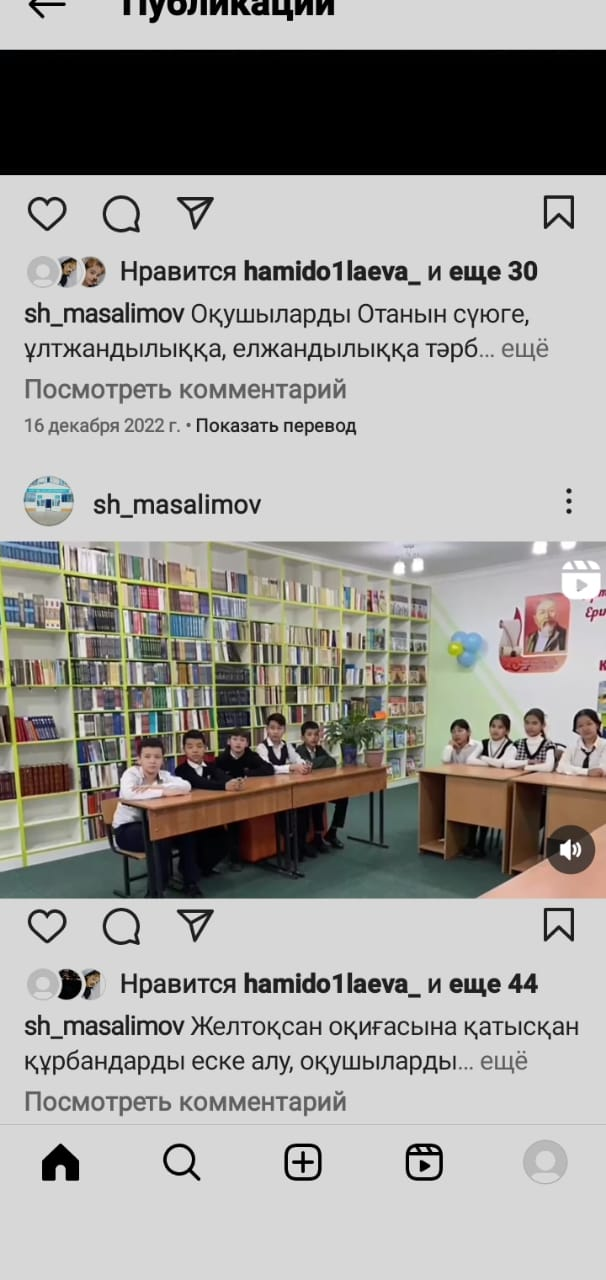 Публикации
Нравится hamido1laeva_ и еще 30
sh_masalimov Оқушыларды Отанын сүюге,
ұлтжандылыққа, елжандылыққа тәрб... ещё
Посмотреть комментарий
16 декабря 2022 г. • Показать перевод
sh_masalimov
Нравится hamido1laeva_ и еще 44
sh_masalimov Желтоқсан оқиғасына қатысқан
құрбандарды еске алу, оқушыларды... ещё
Посмотреть комментарий